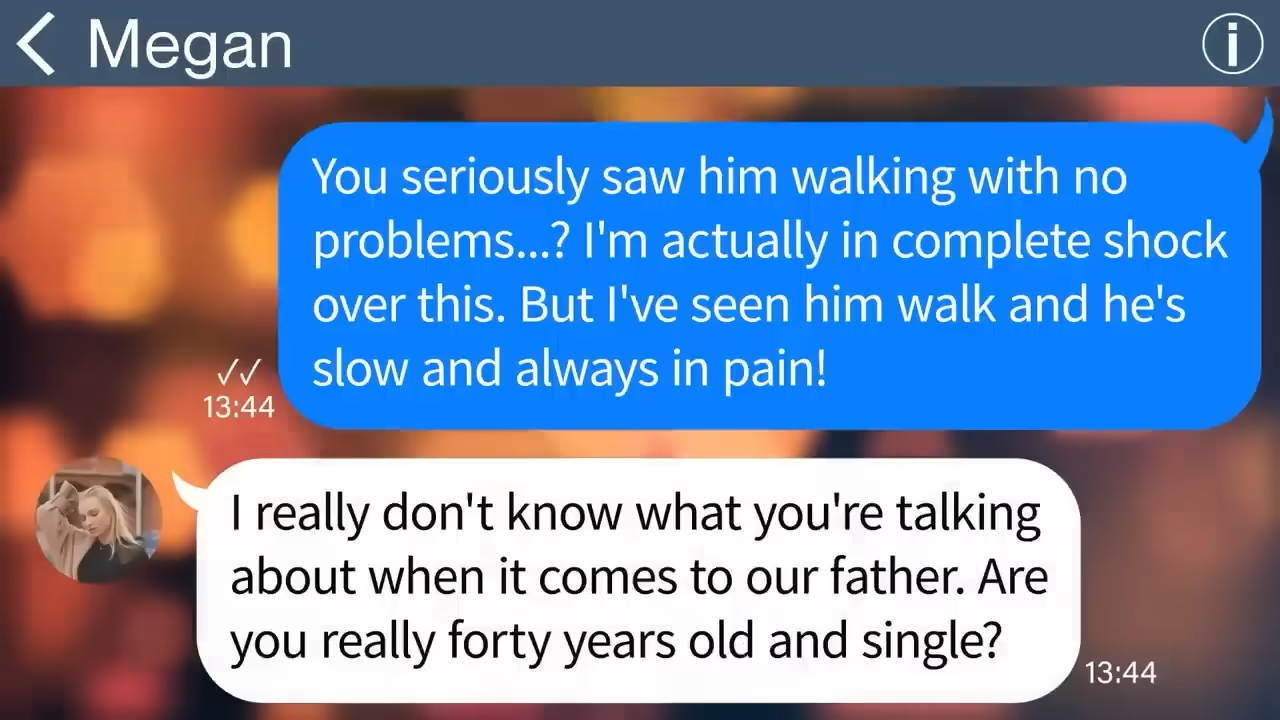 Megan
You seriously saw him walking with no
problems...? I'm actually in complete shock
over this. But I've seen him walk and he's
slow and always in pain!
13:44
I really don't know what you're talking
about when it comes to our father. Are
you really forty years old and single?
13:44